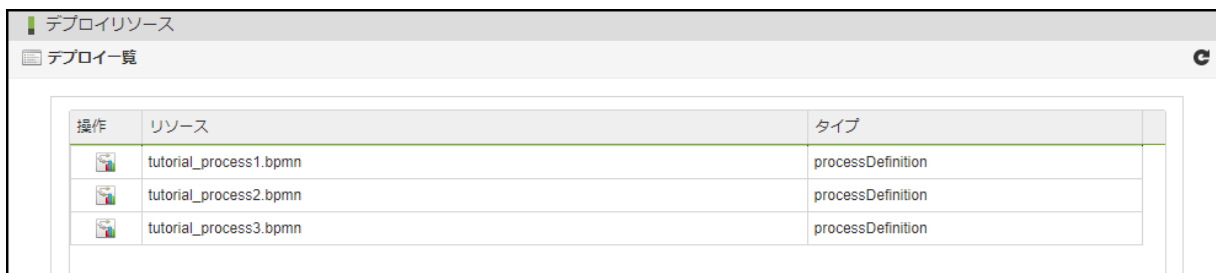 デプロイリソース
デプロイ一覧
操作 リソース タイプ
tutorial_process1.bpmn processDefinition
tutorial_process2.bpmn processDefinition
tutorial_process3.bpmn processDefinition